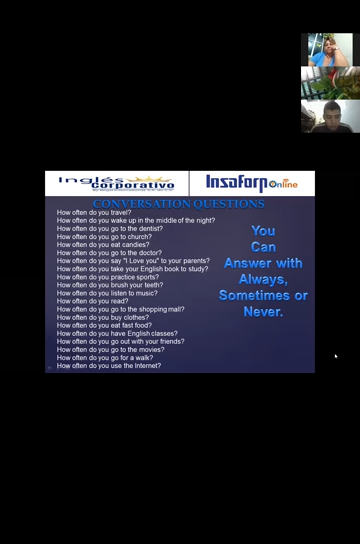 Inglés
Corporativo
Insaforp online
CONVERSATION QUESTIONS
How often do you travel?
How often do you wake up in the middle of the night?
How often do you go to the dentist?
How often do you go to church?
How often do you eat candies?
How often do you go to the doctor?
How often do you say "I Love you" to your parents?
How often do you take your English book to study?
How often do you practice sports?
How often do you brush your teeth?
How often do you listen to music?
How often do you read?
How often do you go to the shopping mall?
How often do you buy clothes?
How often do you eat fast food?
How often do you have English classes?
How often do you go out with your friends?
How often do you go to the movies?
How often do you go for a walk?
How often do you use the Internet?
You
Can
Answer with
Always,
Sometimes or
Never.